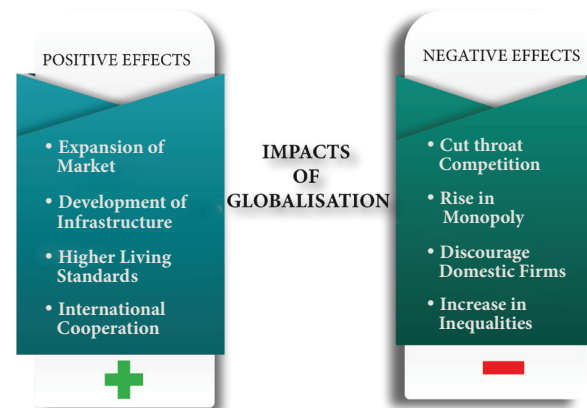 POSITIVE EFFECTS
• Expansion of
Market
• Development of
Infrastructure
• Higher Living
Standards
• International
Cooperation
IMPACTS
OF
GLOBALISATION
NEGATIVE EFFECTS
• Cut throat
Competition
• Rise in
Monopoly
• Discourage
Domestic Firms
• Increase in
Inequalities